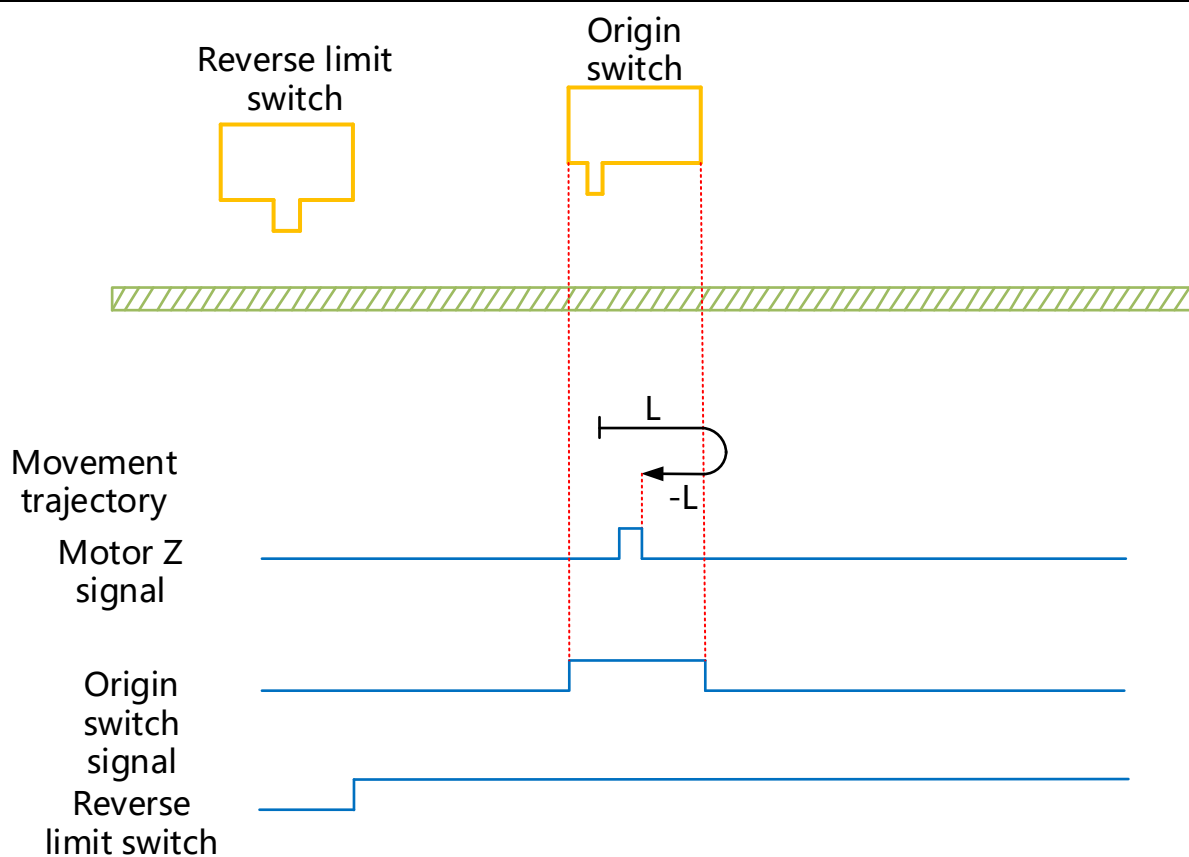 Reverse limit
switch
Origin
switch
L
-L
Movement
trajectory
Motor Z
signal
Origin
switch
signal
Reverse
limit switch